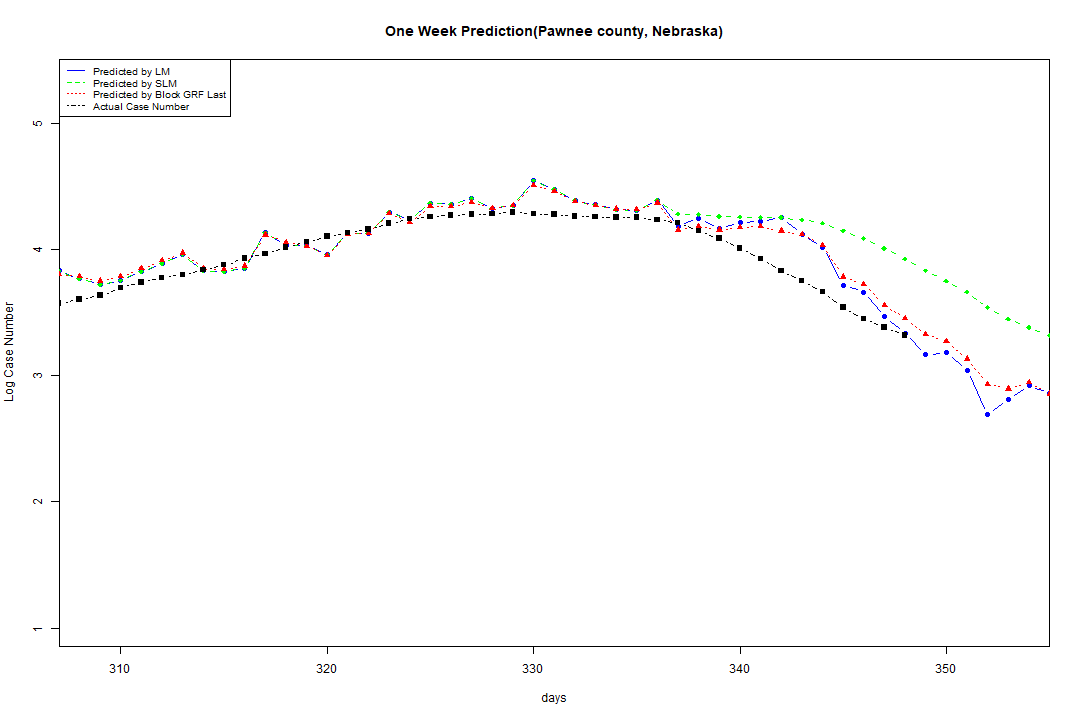 One Week Prediction(Pawnee county, Nebraska)
Predicted by LM
Predicted by SLM
Predicted by Block GRF Last
Actual Case Number
5
4
3
2
1
Log Case Number
310 320 330 340 350
days